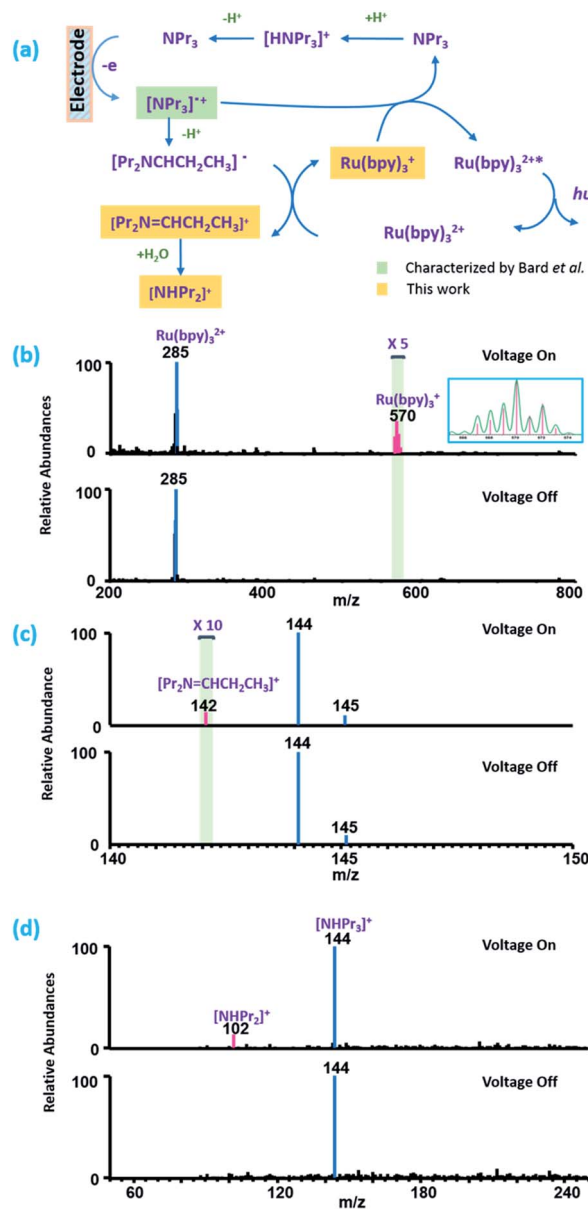 (a)
-H⁺
+H⁺
NPr₃
[HNPr₃]⁺
NPr₃
Electrode
-e
[NPr₃]•⁺
-H⁺
[Pr₂NCHCH₂CH₃]•
Ru(bpy)₃⁺
Ru(bpy)₃²⁺*
hυ
[Pr₂N=CHCH₂CH₃]⁺
Ru(bpy)₃²⁺
+H₂O
[NHPr₂]⁺
Characterized by Bard et al.
This work
(b)
Ru(bpy)₃²⁺
X 5
Voltage On
100
285
Ru(bpy)₃⁺
570
0
Relative Abundances
285
Voltage Off
100
0
200
400
600
800
m/z
(c)
X 10
144
Voltage On
100
[Pr₂N=CHCH₂CH₃]⁺
142
145
0
Relative Abundance
144
Voltage Off
100
145
0
140
145
150
m/z
(d)
[NHPr₃]⁺
144
Voltage On
100
[NHPr₂]⁺
102
0
Relative Abundances
144
Voltage Off
100
0
60
120
180
240
m/z